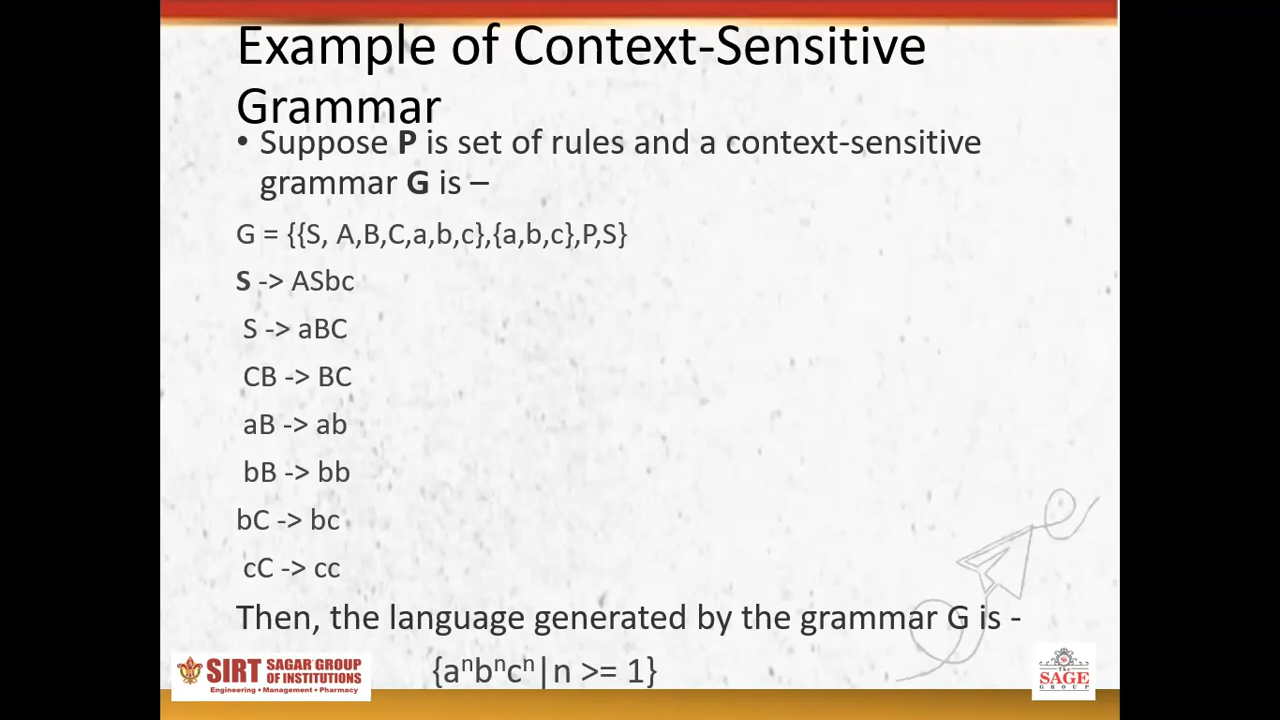 Example of Context-Sensitive
Grammar
• Suppose P is set of rules and a context-sensitive
grammar G is –
G = {{S, A,B,C,a,b,c},{a,b,c},P,S}
S -> ASbc
S -> aBC
CB -> BC
aB -> ab
bB -> bb
bC -> bc
cC -> cc
Then, the language generated by the grammar G is -
{aⁿbⁿcⁿ|n >= 1}
SIRT SAGAR GROUP
OF INSTITUTIONS
Engineering • Management • Pharmacy
The
SAGE
GROUP